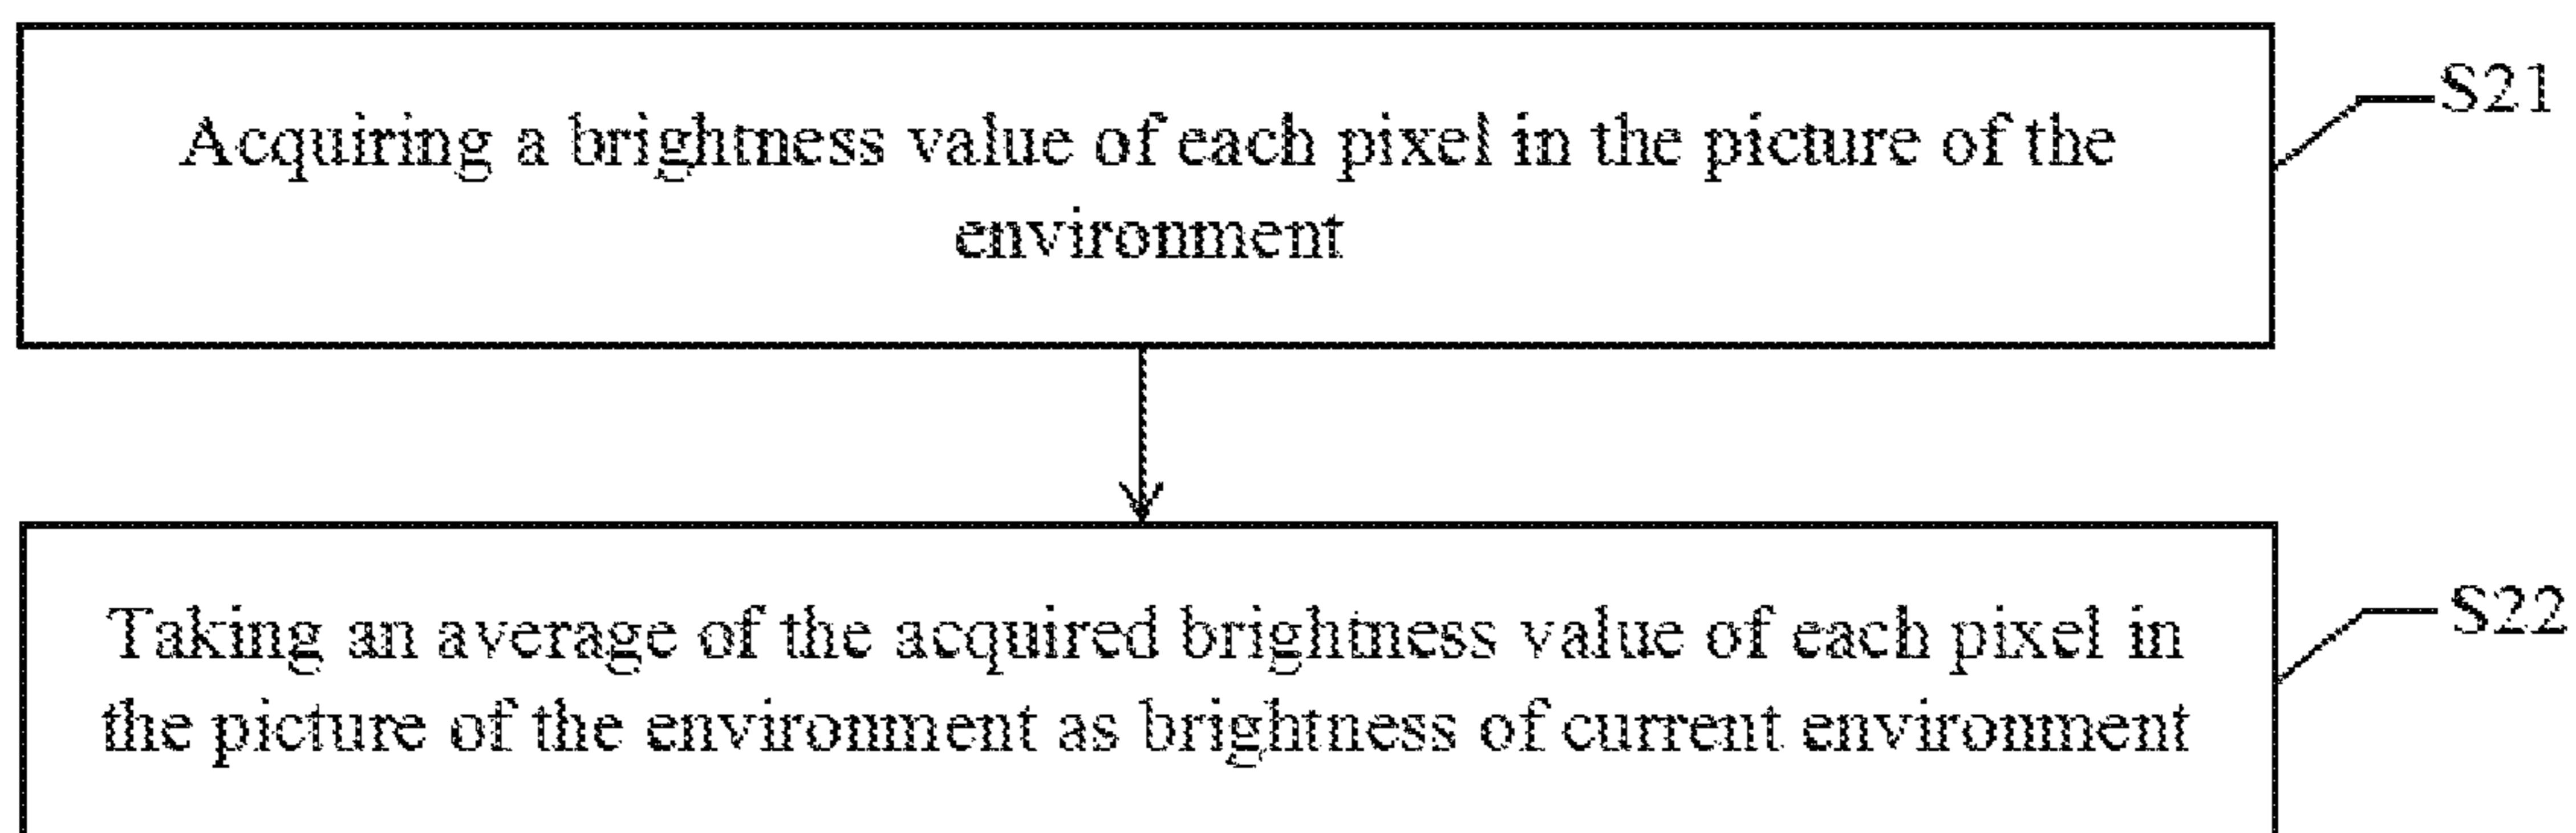 Acquiring a brightness value of each pixel in the picture of the
environment
S21
Taking an average of the acquired brightness value of each pixel in
the picture of the environment as brightness of current environment
S22